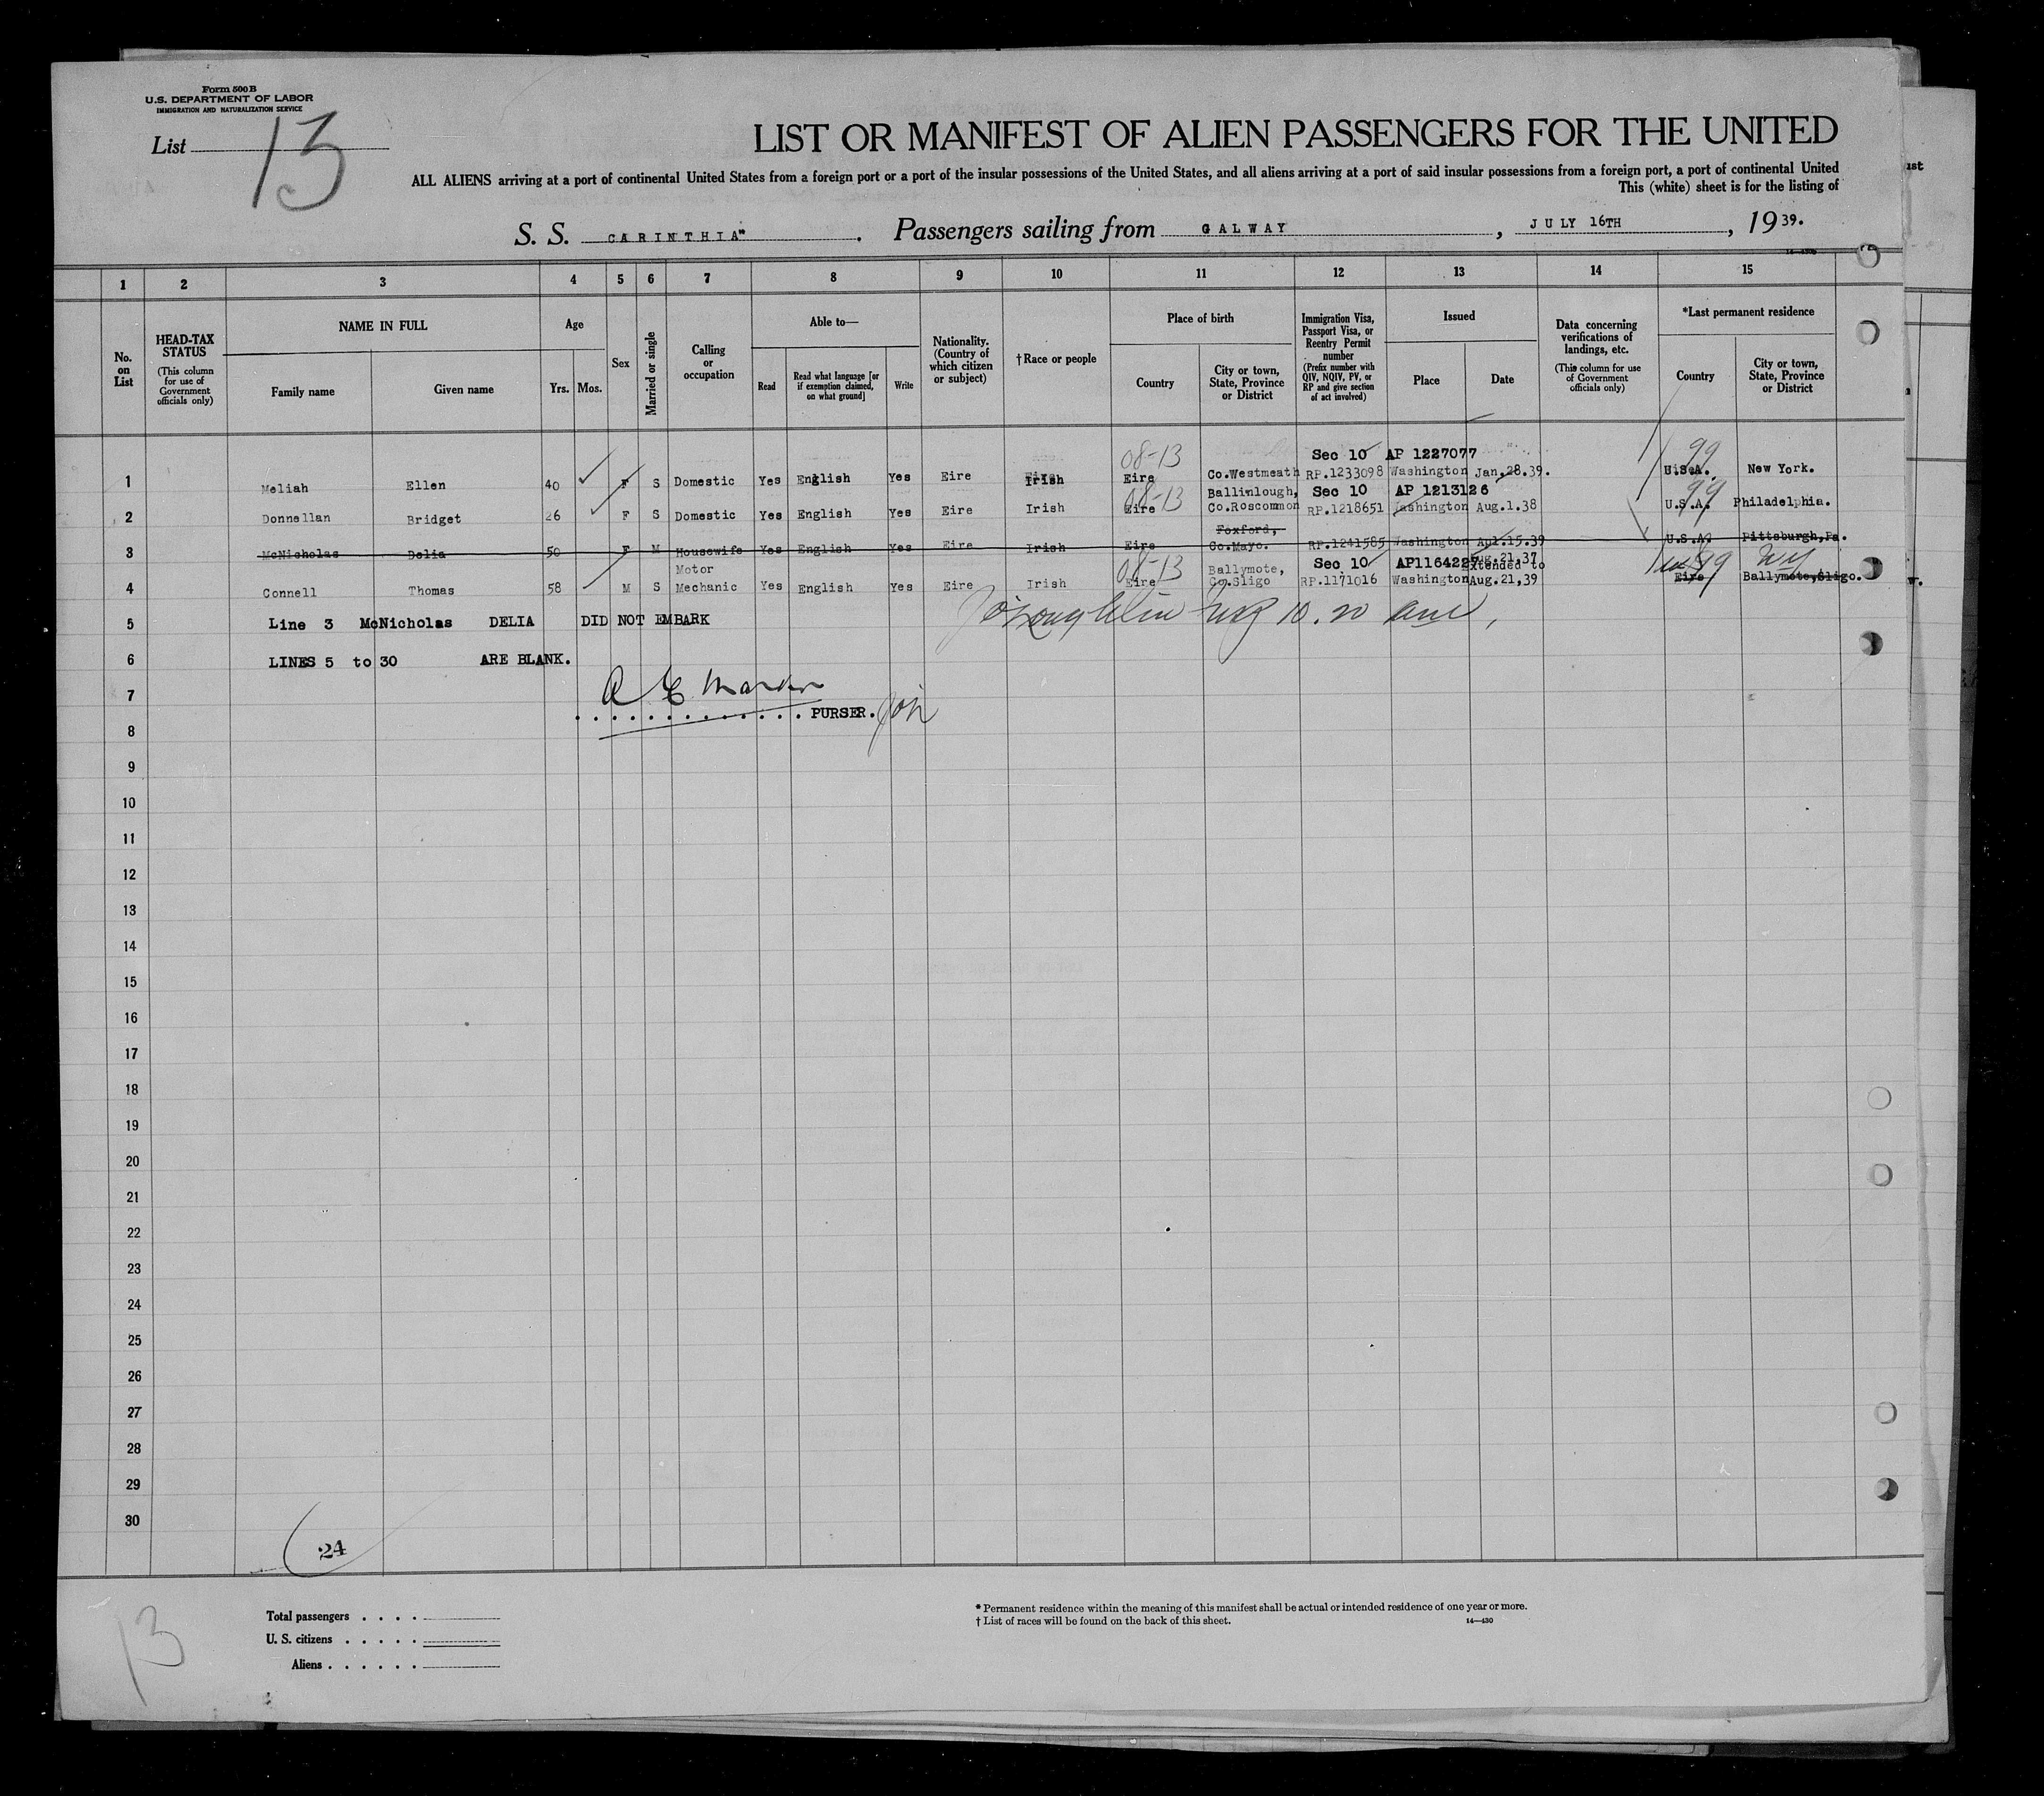 Form 500 B
U.S. DEPARTMENT OF LABOR
IMMIGRATION AND NATURALIZATION SERVICE
List 13
LIST OR MANIFEST OF ALIEN PASSENGERS FOR THE UNITED
ALL ALIENS arriving at a port of continental United States from a foreign port or a port of the insular possessions of the United States, and all aliens arriving at a port of said insular possessions from a foreign port, a port of continental United
This (white) sheet is for the listing of
S. S. CARINTHIA" . Passengers sailing from GALWAY , JULY 16TH , 19 39.
1 2 3 4 5 6 7 8 9 10 11 12 13 14 15
No. on List
HEAD-TAX STATUS (This column for use of Government officials only)
NAME IN FULL
Family name Given name
Age
Yrs. Mos.
Sex
Married or single
Calling or occupation
Able to—
Read Read what language [or if exemption claimed, on what ground] Write
Nationality. (Country of which citizen or subject)
†Race or people
Place of birth
Country City or town, State, Province or District
Immigration Visa, Passport Visa, or Reentry Permit number (Prefix number with QIV, NQIV, PV, or RP and give section of act involved)
Issued
Place Date
Data concerning verifications of landings, etc. (This column for use of Government officials only)
*Last permanent residence
Country City or town, State, Province or District
08-13 Sec 10 AP 1227077 99
1 Meliah Ellen 40 F S Domestic Yes English Yes Eire Irish Eire Co.Westmeath RP.1233098 Washington Jan,28.39. U.S.A. New York.
08-13 Ballinlough, Sec 10 AP 1213126 99
2 Donnellan Bridget 26 F S Domestic Yes English Yes Eire Irish Eire Co.Roscommon RP.1218651 Washington Aug.1.38 U.S.A. Philadelphia.
Foxford,
3 McNicholas Delia 50 F M Housewife Yes English Yes Eire Irish Eire Co.Mayo. RP.1241585 Washington Apl.15.39 U.S.A. Pittsburgh,Pa.
Motor 08-13 Ballymote, Sec 10 AP1164227 Aug.21,37 Extended to 99 NY
4 Connell Thomas 58 M S Mechanic Yes English Yes Eire Irish Eire Co.Sligo RP.1171016 Washington Aug.21,39 Eire Ballymote,Sligo.
5 Line 3 McNicholas DELIA DID NOT EMBARK
6 LINES 5 to 30 ARE BLANK.
7
PURSER.
8
9
10
11
12
13
14
15
16
17
18
19
20
21
22
23
24
25
26
27
28
29
30
24
13
Total passengers . . . .
U. S. citizens . . . . .
Aliens . . . . . .
* Permanent residence within the meaning of this manifest shall be actual or intended residence of one year or more.
† List of races will be found on the back of this sheet. 14—430